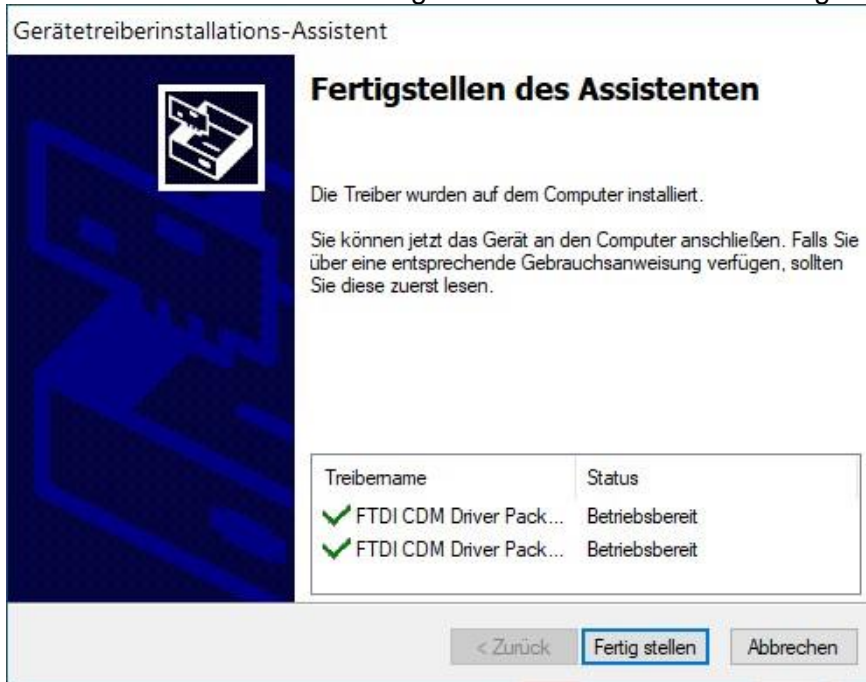 Gerätetreiberinstallations-Assistent
Fertigstellen des Assistenten
Die Treiber wurden auf dem Computer installiert.
Sie können jetzt das Gerät an den Computer anschließen. Falls Sie
über eine entsprechende Gebrauchsanweisung verfügen, sollten
Sie diese zuerst lesen.
Treibername Status
FTDI CDM Driver Pack... Betriebsbereit
FTDI CDM Driver Pack... Betriebsbereit
< Zurück Fertig stellen Abbrechen